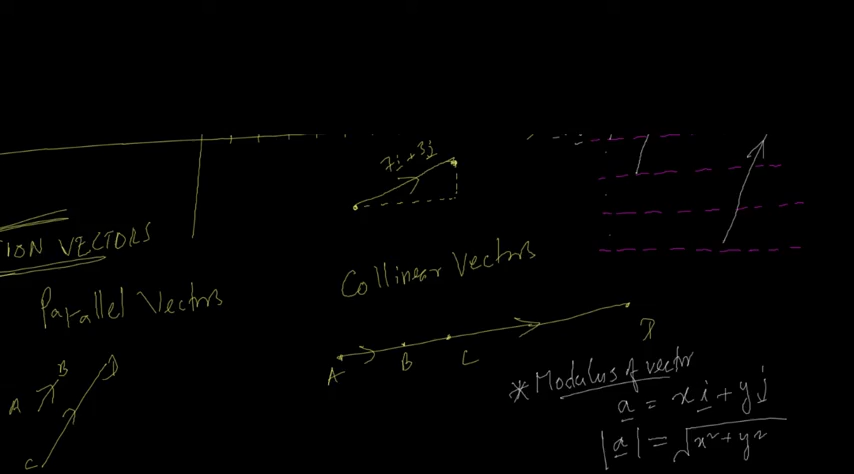 7i + 3j
TION VECTORS
Parallel Vectors
Collinear Vectors
A
B
C
D
A
B
C
D
* Modulus of vector
a = xi + yj
|a| = √x² + y²